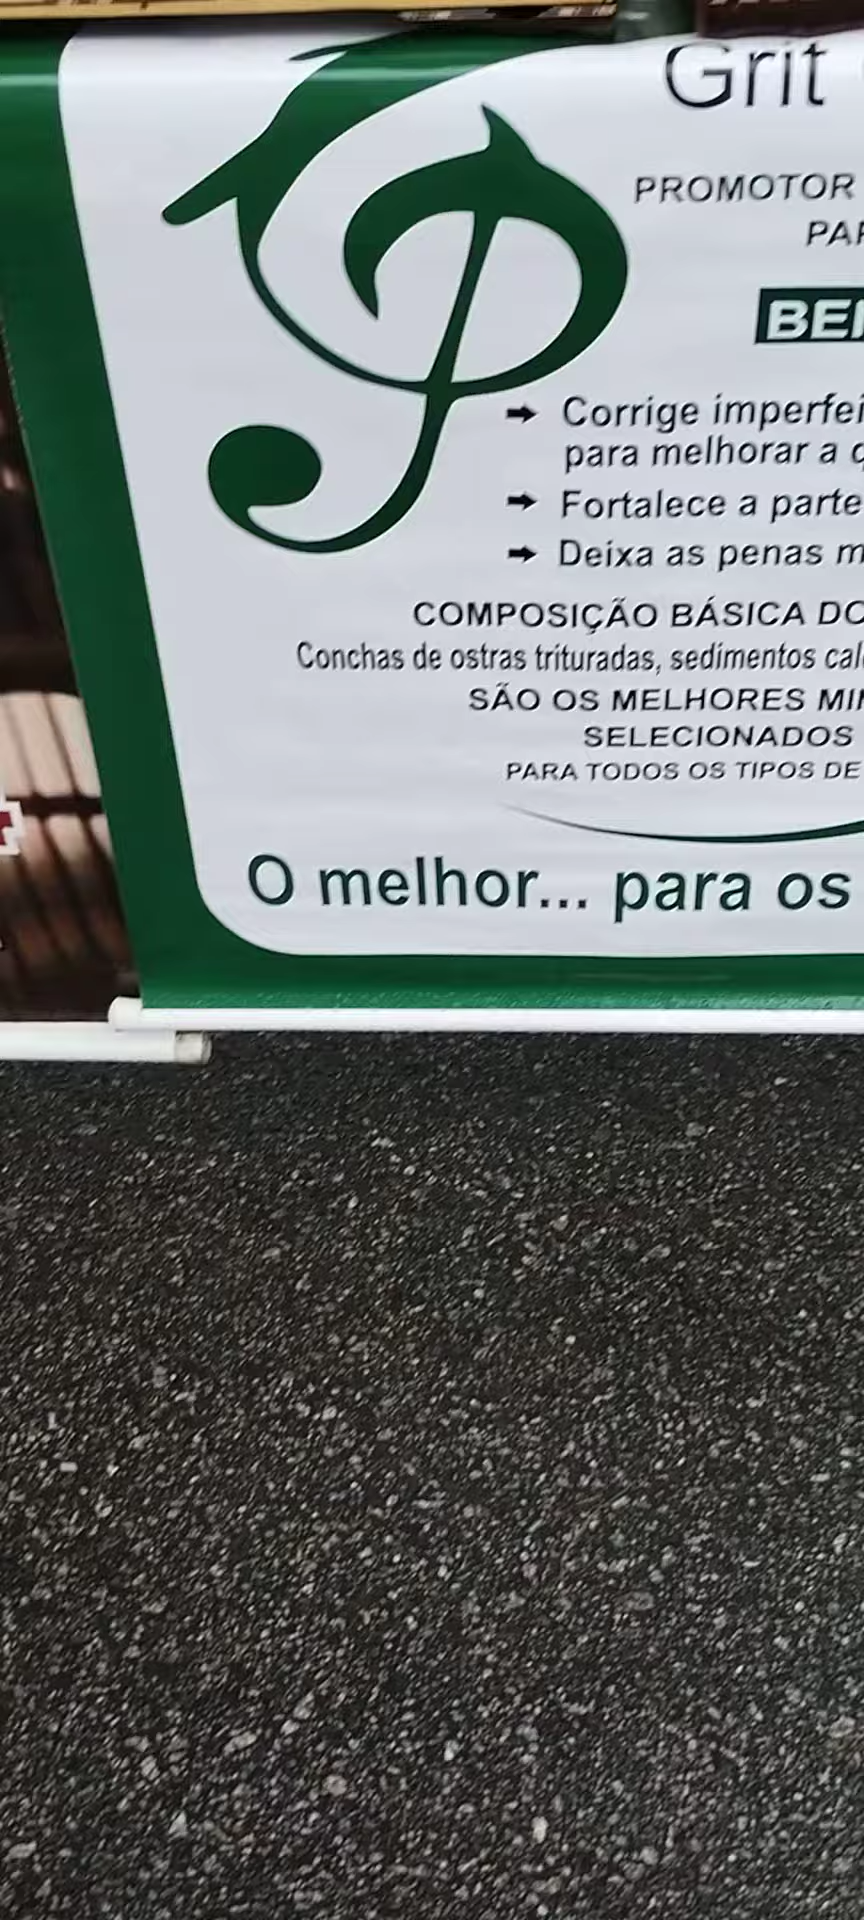 Grit
PROMOTOR
Corrige
para melhorar a
Fortalece a parte
Deixa as penas
COMPOSIÇÃO BÁSICA
Conchas de ostras trituradas, sedimentos
SÃO OS MELHORES
SELECIONADOS
PARA TODOS OS TIPOS DE
O melhor... para os